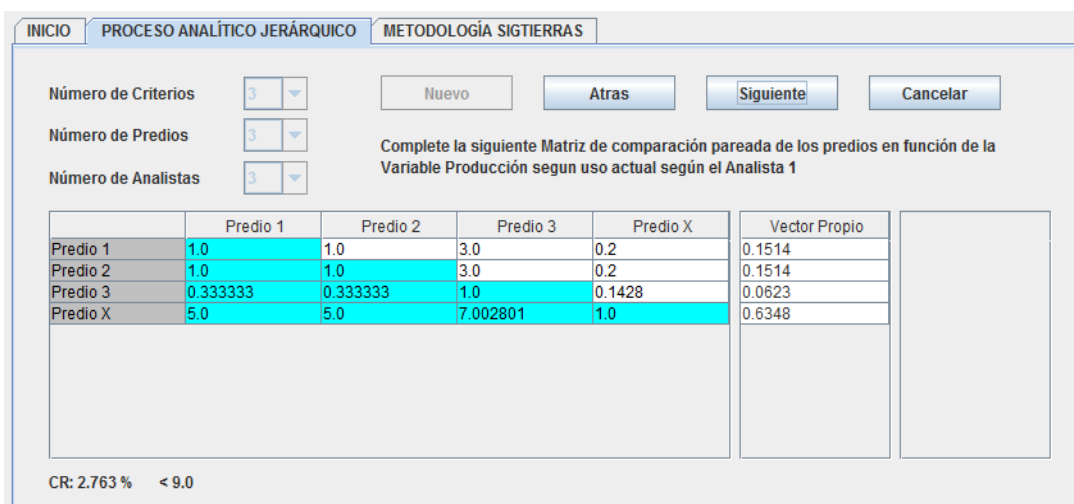 INICIO PROCESO ANALÍTICO JERÁRQUICO METODOLOGÍA SIGTIERRAS
Número de Criterios 3 Nuevo Atras Siguiente Cancelar
Número de Predios 3
Complete la siguiente Matriz de comparación pareada de los predios en función de la
Variable Producción segun uso actual según el Analista 1
Número de Analistas 3
Predio 1 Predio 2 Predio 3 Predio X Vector Propio
Predio 1 1.0 1.0 3.0 0.2 0.1514
Predio 2 1.0 1.0 3.0 0.2 0.1514
Predio 3 0.333333 0.333333 1.0 0.1428 0.0623
Predio X 5.0 5.0 7.002801 1.0 0.6348
CR: 2.763 % < 9.0